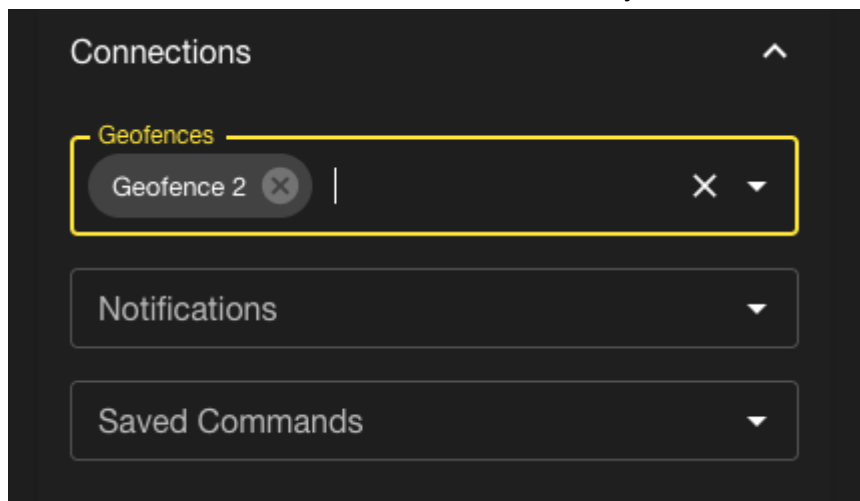 Connections
Geofences
Geofence 2
Notifications
Saved Commands